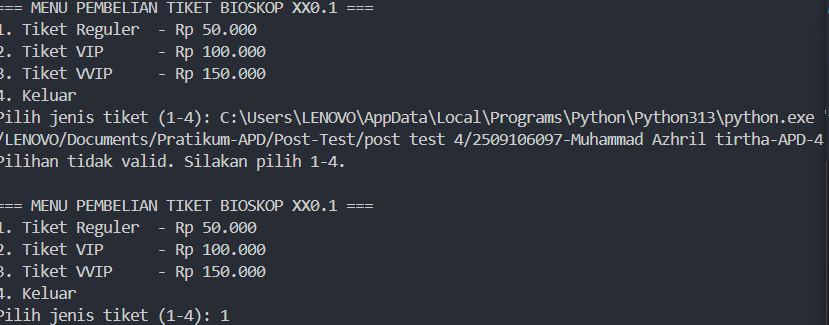 === MENU PEMBELIAN TIKET BIOSKOP XX0.1 ===
1. Tiket Reguler  - Rp 50.000
2. Tiket VIP      - Rp 100.000
3. Tiket VVIP     - Rp 150.000
4. Keluar
Pilih jenis tiket (1-4): C:\Users\LENOVO\AppData\Local\Programs\Python\Python313\python.exe "
/LENOVO/Documents/Pratikum-APD/Post-Test/post test 4/2509106097-Muhammad Azhril tirtha-APD-4
Pilihan tidak valid. Silakan pilih 1-4.
=== MENU PEMBELIAN TIKET BIOSKOP XX0.1 ===
1. Tiket Reguler  - Rp 50.000
2. Tiket VIP      - Rp 100.000
3. Tiket VVIP     - Rp 150.000
4. Keluar
Pilih jenis tiket (1-4): 1